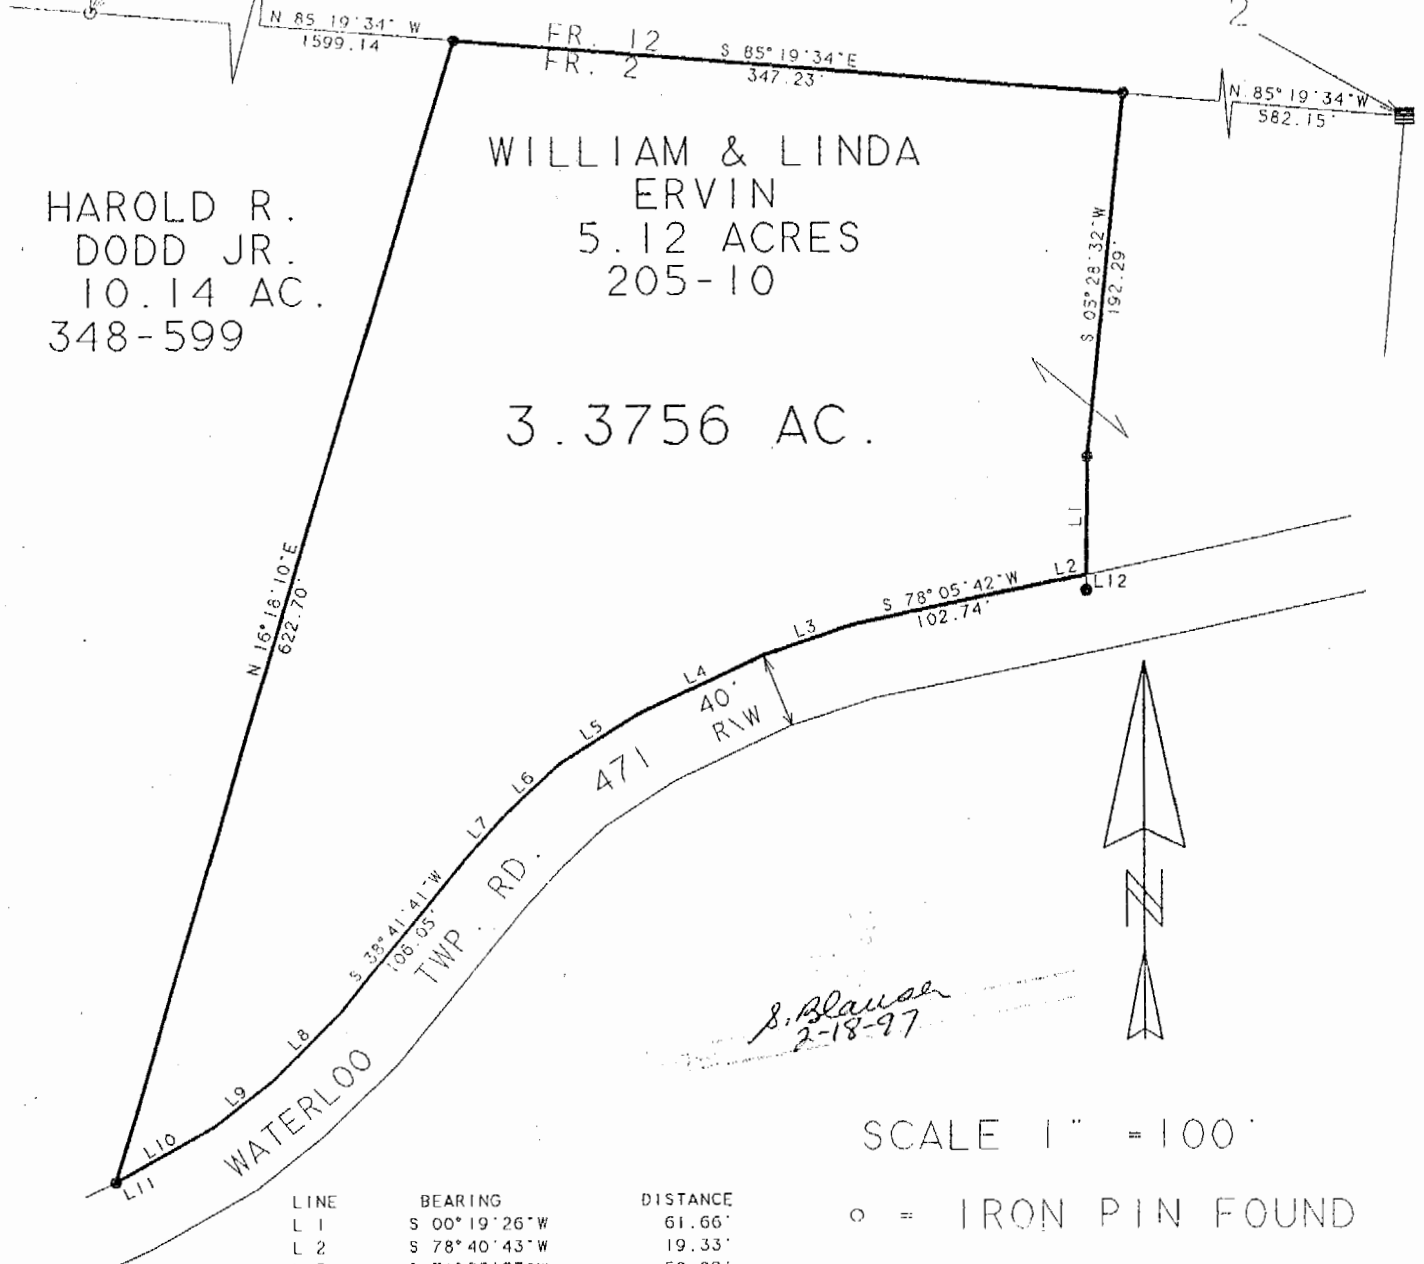 2
N 85 19'34" W
1599.14
FR. 12
FR. 2
S 85°19'34"E
347.23'
N 85°19'34"W
582.15'
WILLIAM & LINDA
ERVIN
5.12 ACRES
205-10
HAROLD R.
DODD JR.
10.14 AC.
348-599
S 05°28'32"W
192.29'
3.3756 AC.
L1
L2
L12
S 78°05'42"W
102.74'
L3
L4
40'
R\W
L5
471
L6
L7
N 16°18'10"E
622.70'
TWP. RD.
S 38°41'41"W
106.05'
L8
L9
WATERLOO
L10
L11
N
S. Blauser
2-18-97
SCALE 1" =100'
o = IRON PIN FOUND
LINE BEARING DISTANCE
L 1 S 00°19'26"W 61.66'
L 2 S 78°40'43"W 19.33'